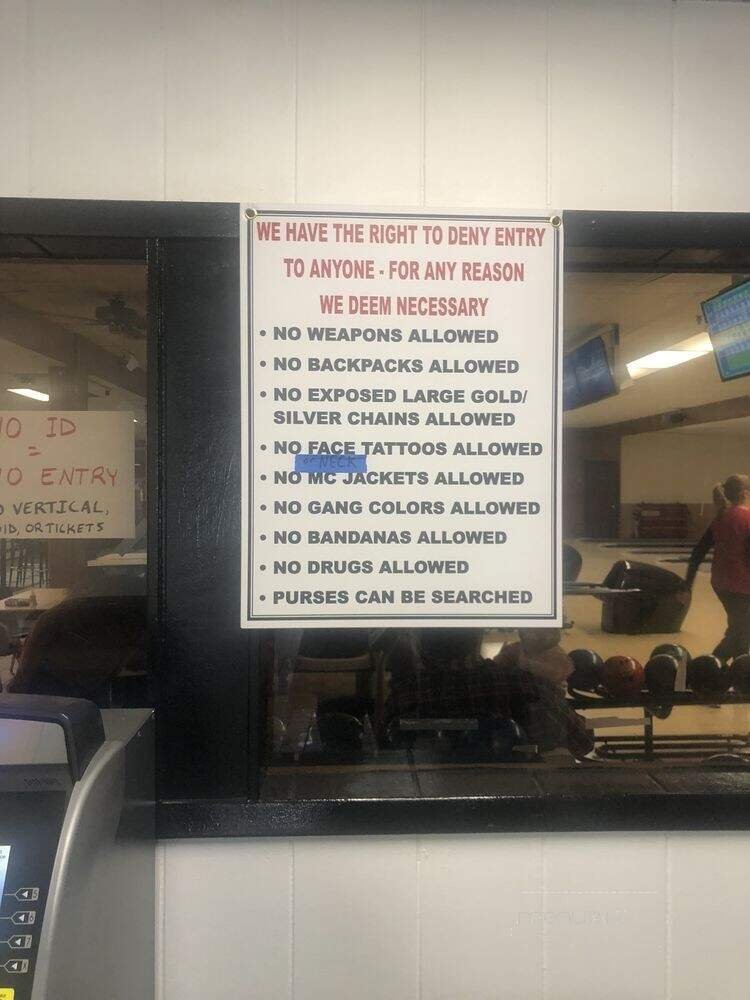 WE HAVE THE RIGHT TO DENY ENTRY
TO ANYONE - FOR ANY REASON
WE DEEM NECESSARY
• NO WEAPONS ALLOWED
• NO BACKPACKS ALLOWED
• NO EXPOSED LARGE GOLD/
SILVER CHAINS ALLOWED
• NO FACE TATTOOS ALLOWED
or NECK
• NO MC JACKETS ALLOWED
• NO GANG COLORS ALLOWED
• NO BANDANAS ALLOWED
• NO DRUGS ALLOWED
• PURSES CAN BE SEARCHED
ID
=
ENTRY
VERTICAL,
ID, OR TICKETS
5
6
7